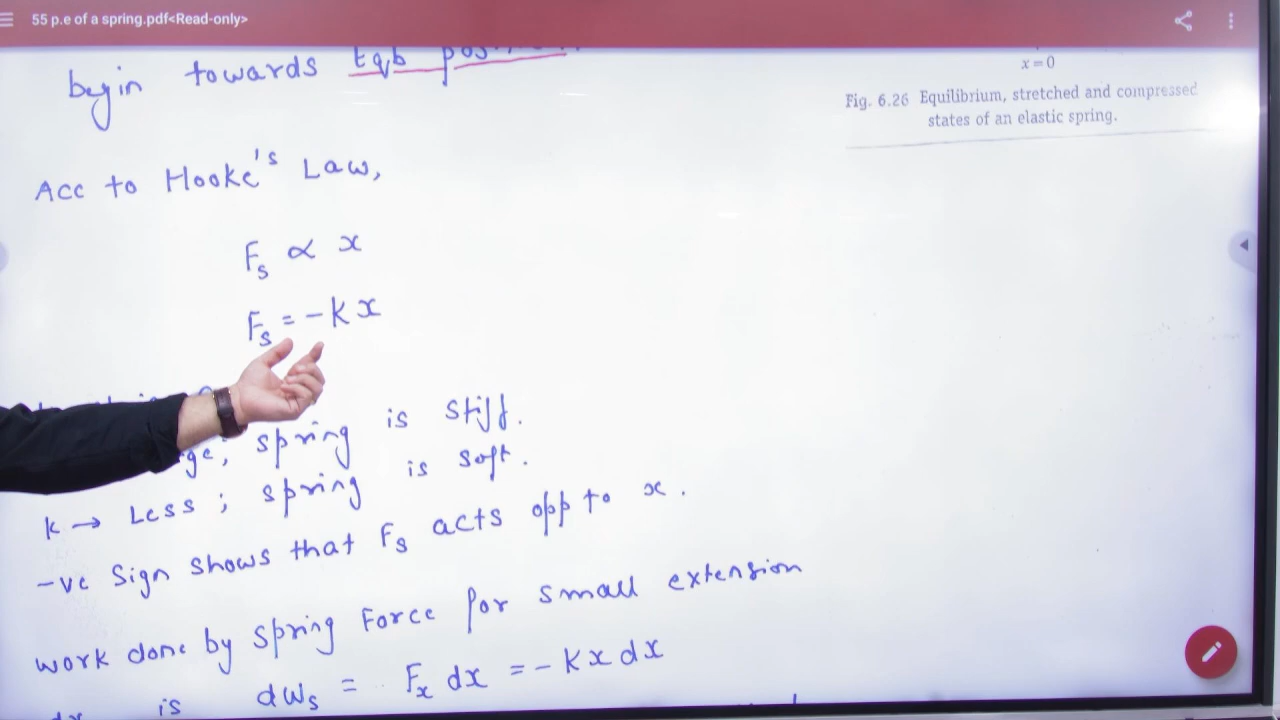 55 p.e of a spring.pdf<Read-only>
begin towards
x = 0
Fig. 6.26 Equilibrium, stretched and compressed
states of an elastic spring.
Acc to Hooke's Law,
Fs ∝ x
Fs = -kx
spring is stiff.
k → Less ; spring is soft.
-ve Sign shows that Fs acts opp to x.
work done by spring Force for small extension
dx is dWs = Fx dx = - kx dx